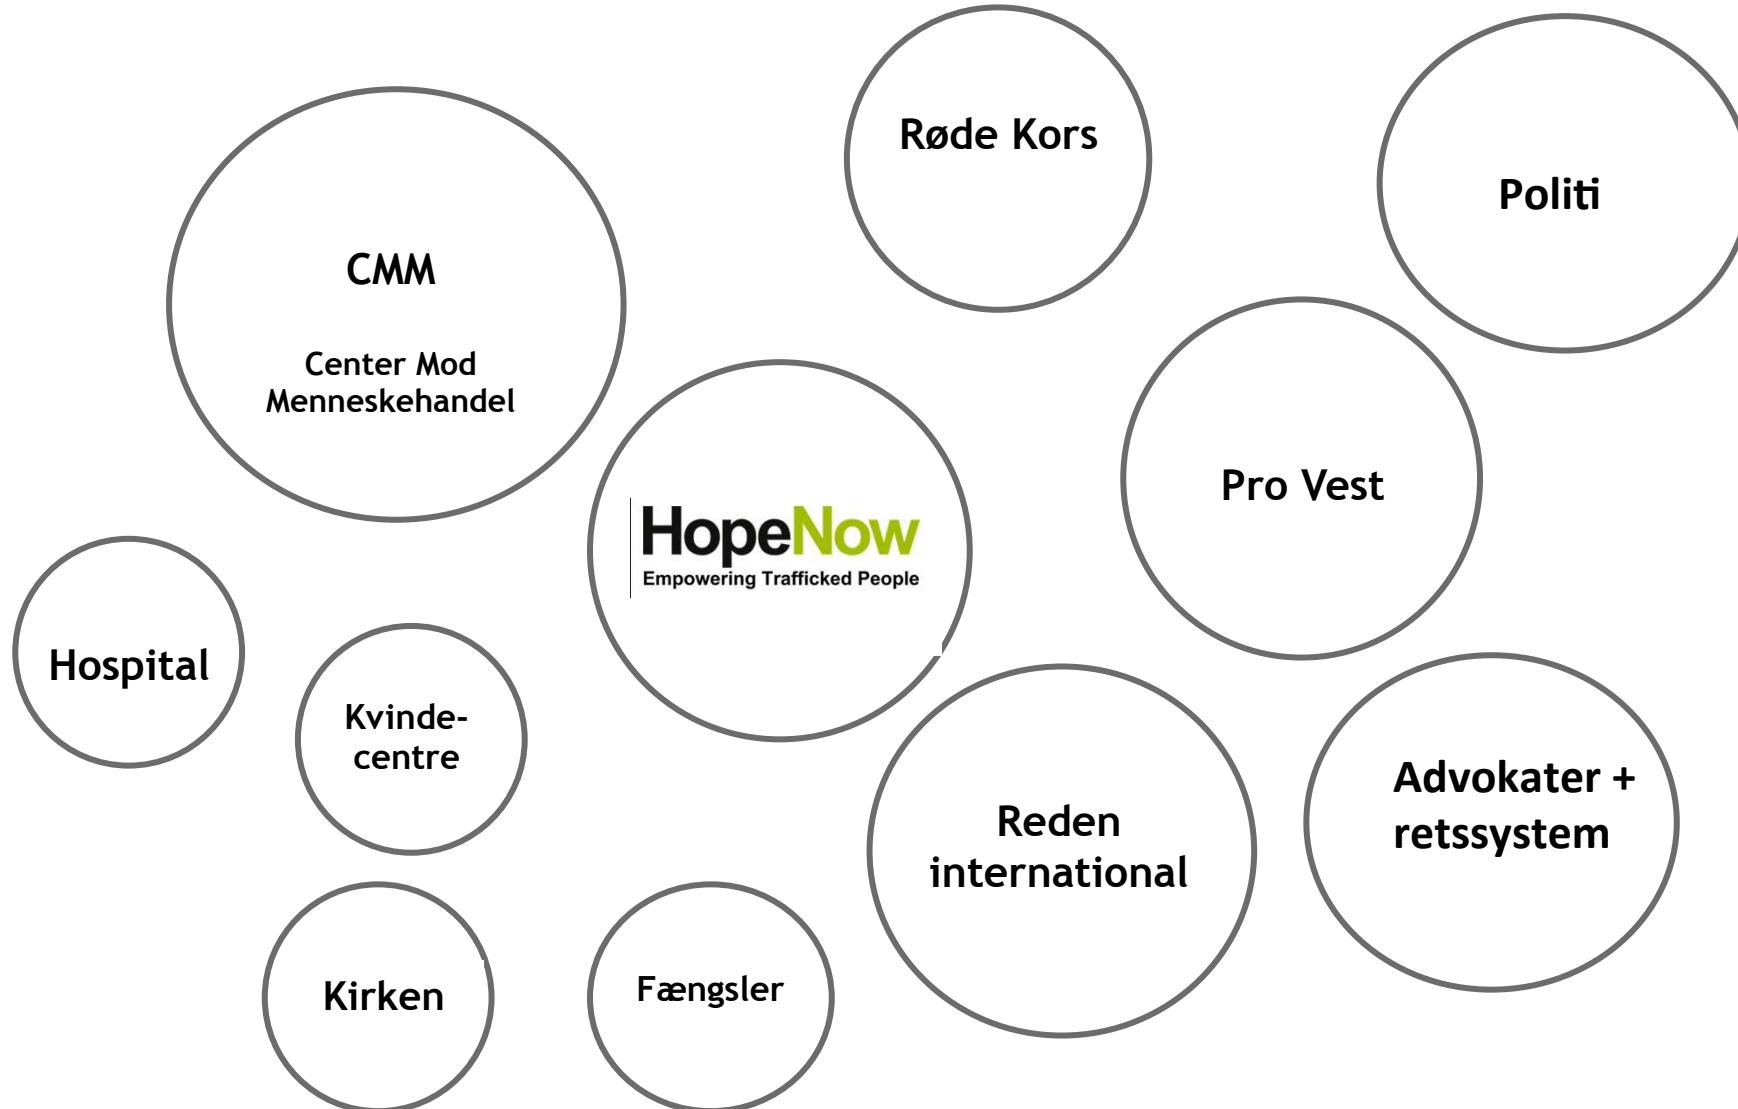 Røde Kors
Politi
CMM
Center Mod
Menneskehandel
Pro Vest
HopeNow
Empowering Trafficked People
Hospital
Kvinde-
centre
Reden
international
Advokater +
retssystem
Kirken
Fængsler